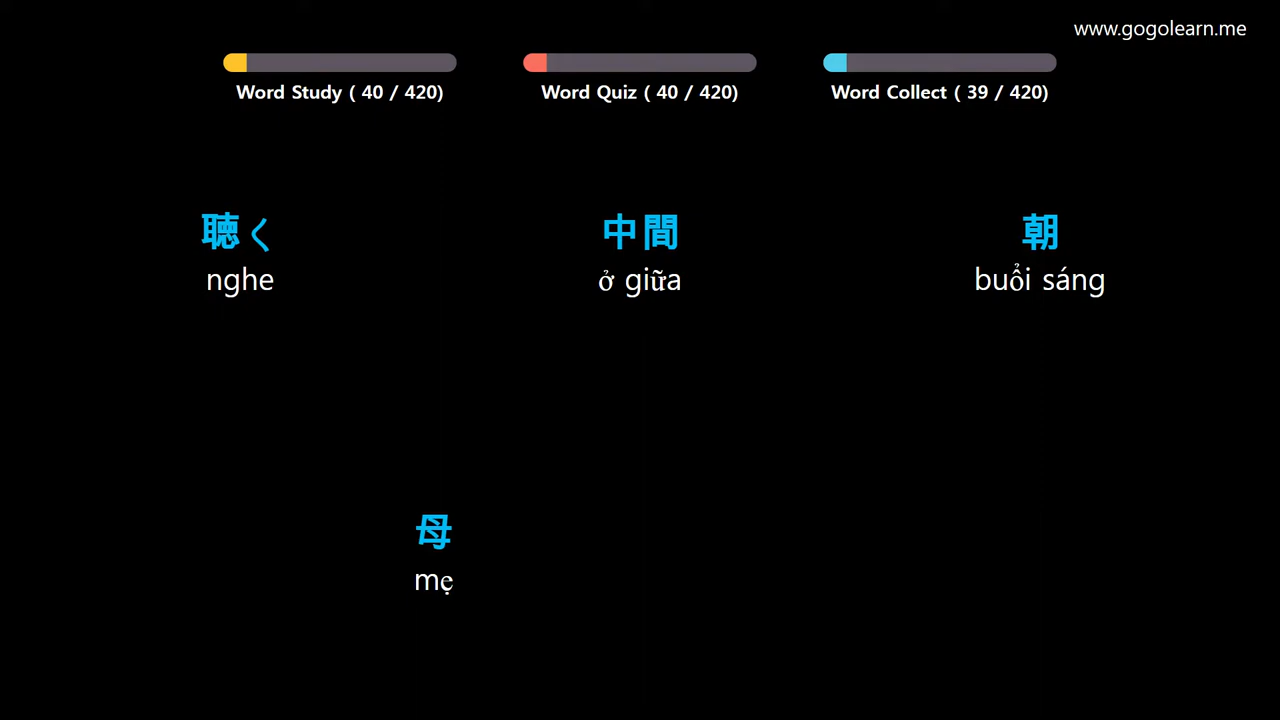 www.gogolearn.me
Word Study ( 40 / 420)
Word Quiz ( 40 / 420)
Word Collect ( 39 / 420)
聴く
nghe
中間
ở giữa
朝
buổi sáng
母
mẹ